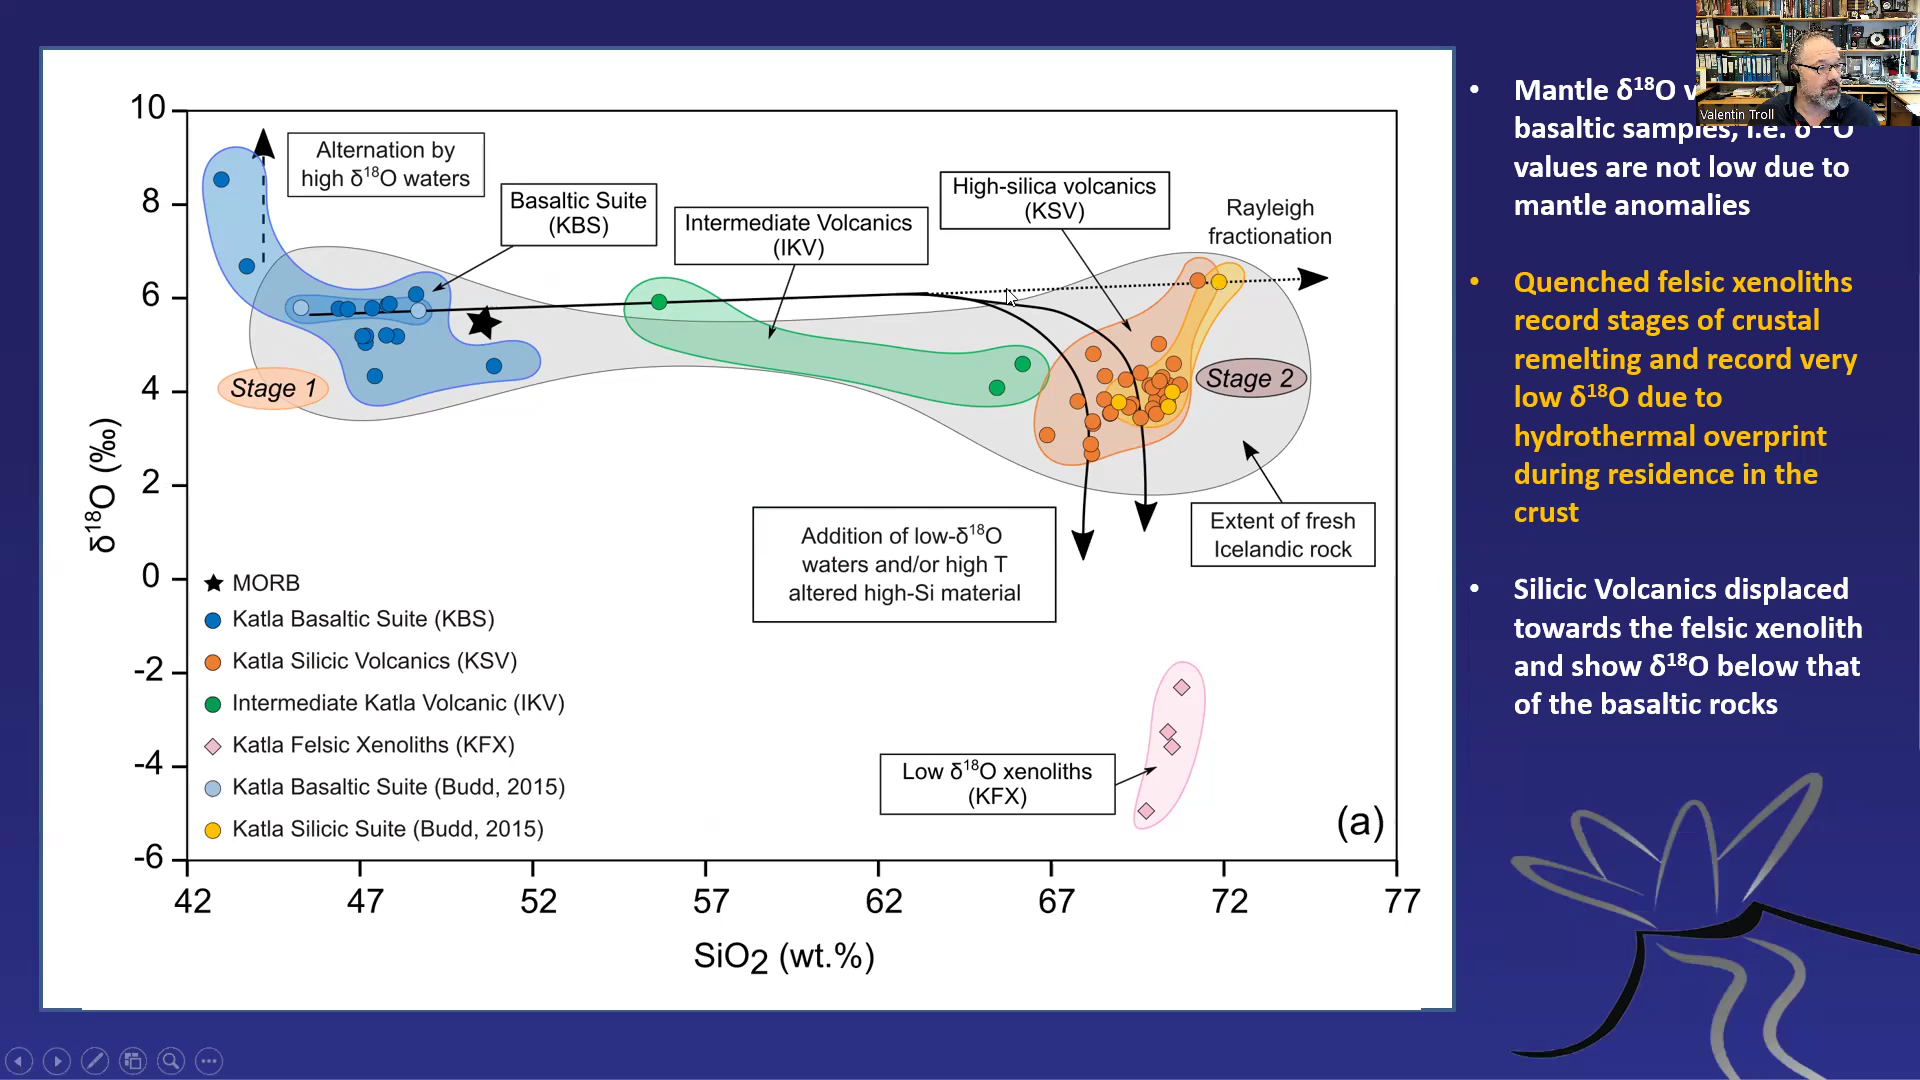 Valentin Troll
• Mantle δ¹⁸O
basaltic samples, i.e. δ¹⁸O
values are not low due to
mantle anomalies
• Quenched felsic xenoliths
record stages of crustal
remelting and record very
low δ¹⁸O due to
hydrothermal overprint
during residence in the
crust
• Silicic Volcanics displaced
towards the felsic xenolith
and show δ¹⁸O below that
of the basaltic rocks
10
8
6
4
2
0
-2
-4
-6
δ¹⁸O (‰)
Alternation by
high δ¹⁸O waters
Basaltic Suite
(KBS)
Intermediate Volcanics
(IKV)
High-silica volcanics
(KSV)
Rayleigh
fractionation
Stage 1
Stage 2
Addition of low-δ¹⁸O
waters and/or high T
altered high-Si material
Extent of fresh
Icelandic rock
MORB
Katla Basaltic Suite (KBS)
Katla Silicic Volcanics (KSV)
Intermediate Katla Volcanic (IKV)
Katla Felsic Xenoliths (KFX)
Katla Basaltic Suite (Budd, 2015)
Katla Silicic Suite (Budd, 2015)
Low δ¹⁸O xenoliths
(KFX)
(a)
42 47 52 57 62 67 72 77
SiO₂ (wt.%)